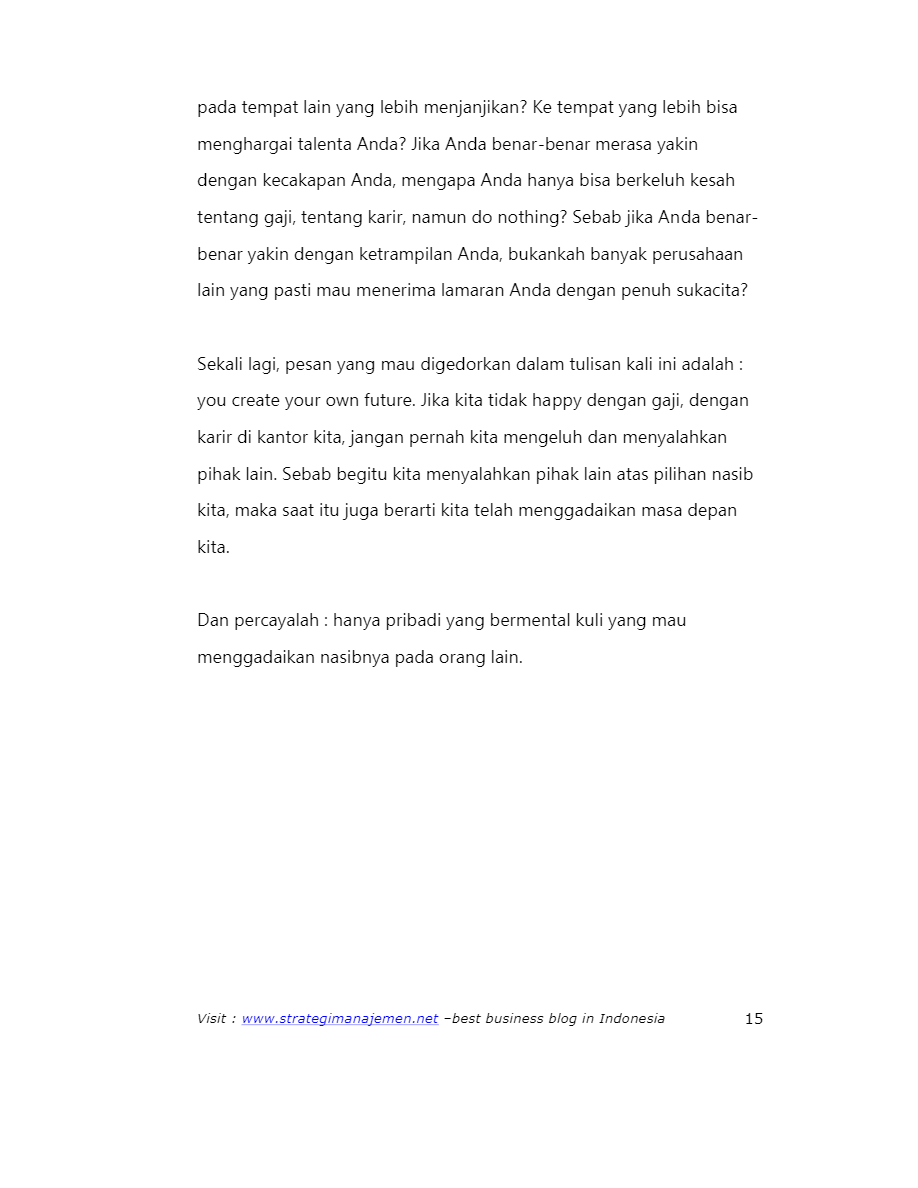 pada tempat lain yang lebih menjanjikan? Ke tempat yang lebih bisa
menghargai talenta Anda? Jika Anda benar-benar merasa yakin
dengan kecakapan Anda, mengapa Anda hanya bisa berkeluh kesah
tentang gaji, tentang karir, namun do nothing? Sebab jika Anda benar-
benar yakin dengan ketrampilan Anda, bukankah banyak perusahaan
lain yang pasti mau menerima lamaran Anda dengan penuh sukacita?
Sekali lagi, pesan yang mau digedorkan dalam tulisan kali ini adalah :
you create your own future. Jika kita tidak happy dengan gaji, dengan
karir di kantor kita, jangan pernah kita mengeluh dan menyalahkan
pihak lain. Sebab begitu kita menyalahkan pihak lain atas pilihan nasib
kita, maka saat itu juga berarti kita telah menggadaikan masa depan
kita.
Dan percayalah : hanya pribadi yang bermental kuli yang mau
menggadaikan nasibnya pada orang lain.
Visit : www.strategimanajemen.net –best business blog in Indonesia 15